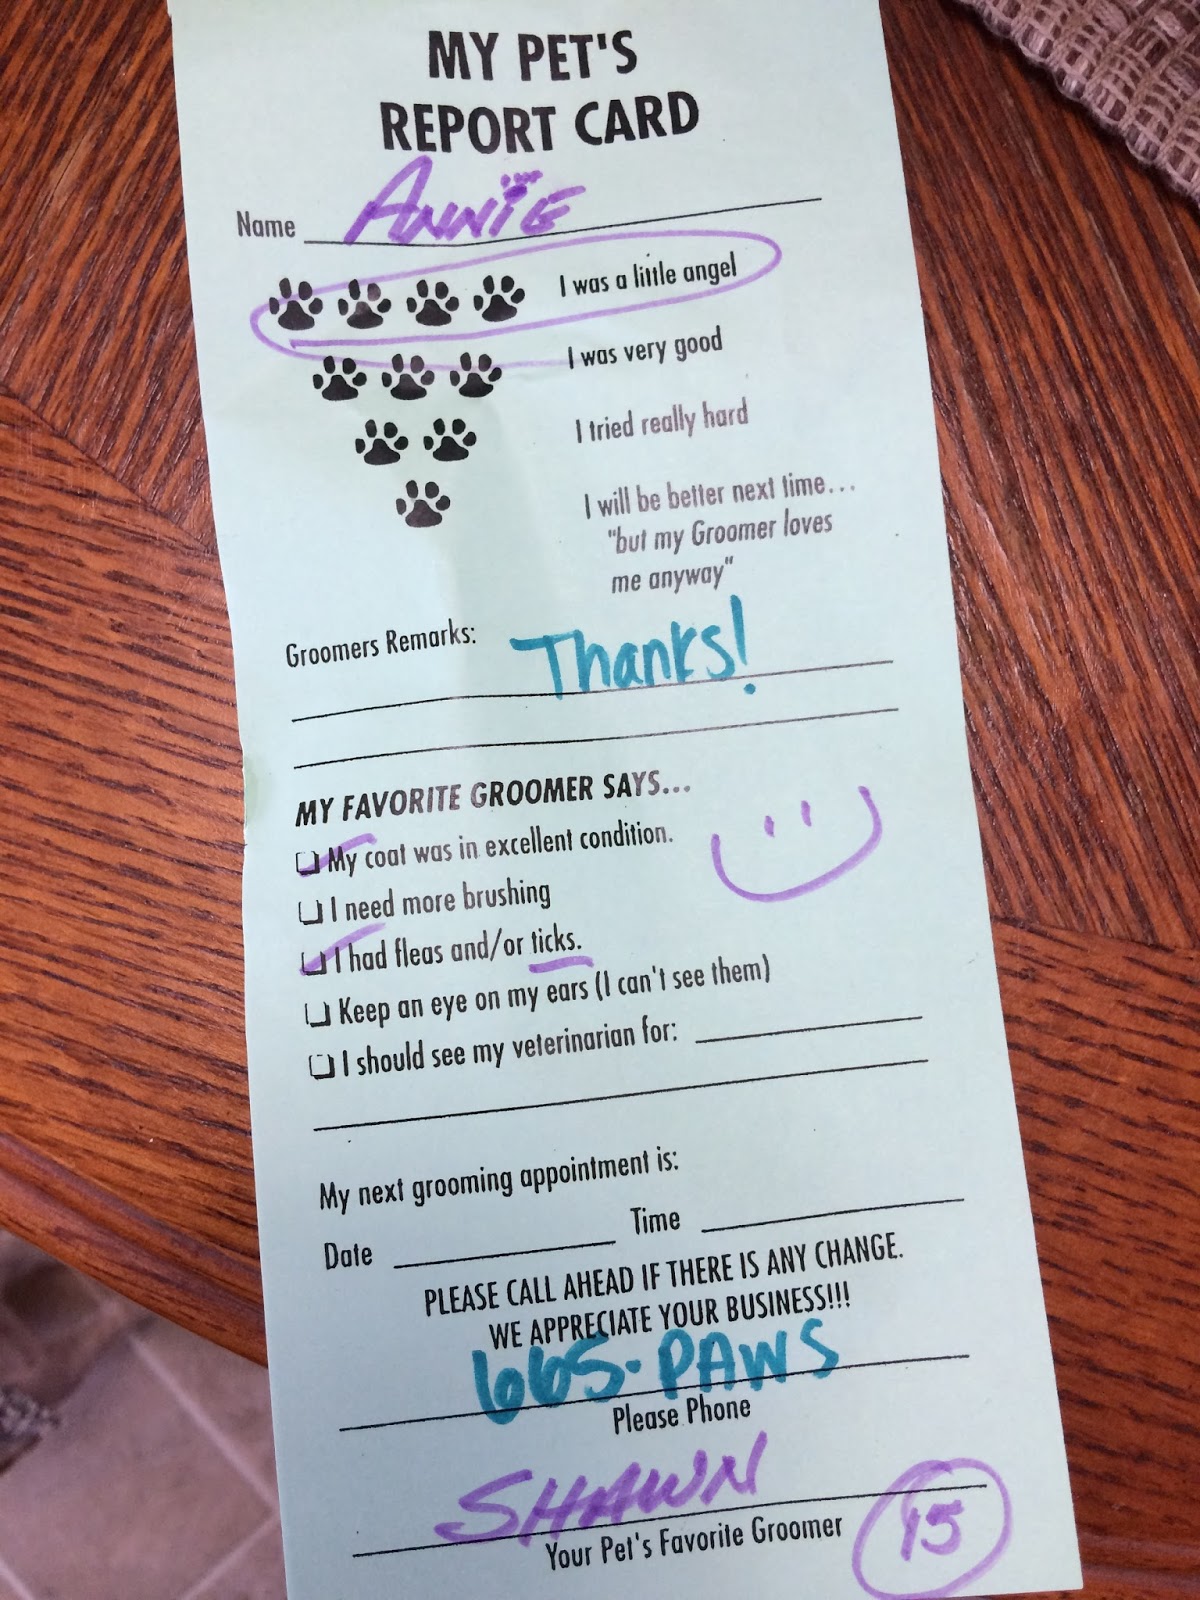 MY PET'S
REPORT CARD
Name ANNIE
I was a little angel
I was very good
I tried really hard
I will be better next time...
"but my Groomer loves
me anyway"
Groomers Remarks: Thanks!
MY FAVORITE GROOMER SAYS...
My coat was in excellent condition.
I need more brushing
I had fleas and/or ticks.
Keep an eye on my ears (I can't see them)
I should see my veterinarian for:
My next grooming appointment is:
Date Time
PLEASE CALL AHEAD IF THERE IS ANY CHANGE.
WE APPRECIATE YOUR BUSINESS!!!
665-PAWS
Please Phone
SHAWN
Your Pet's Favorite Groomer
15